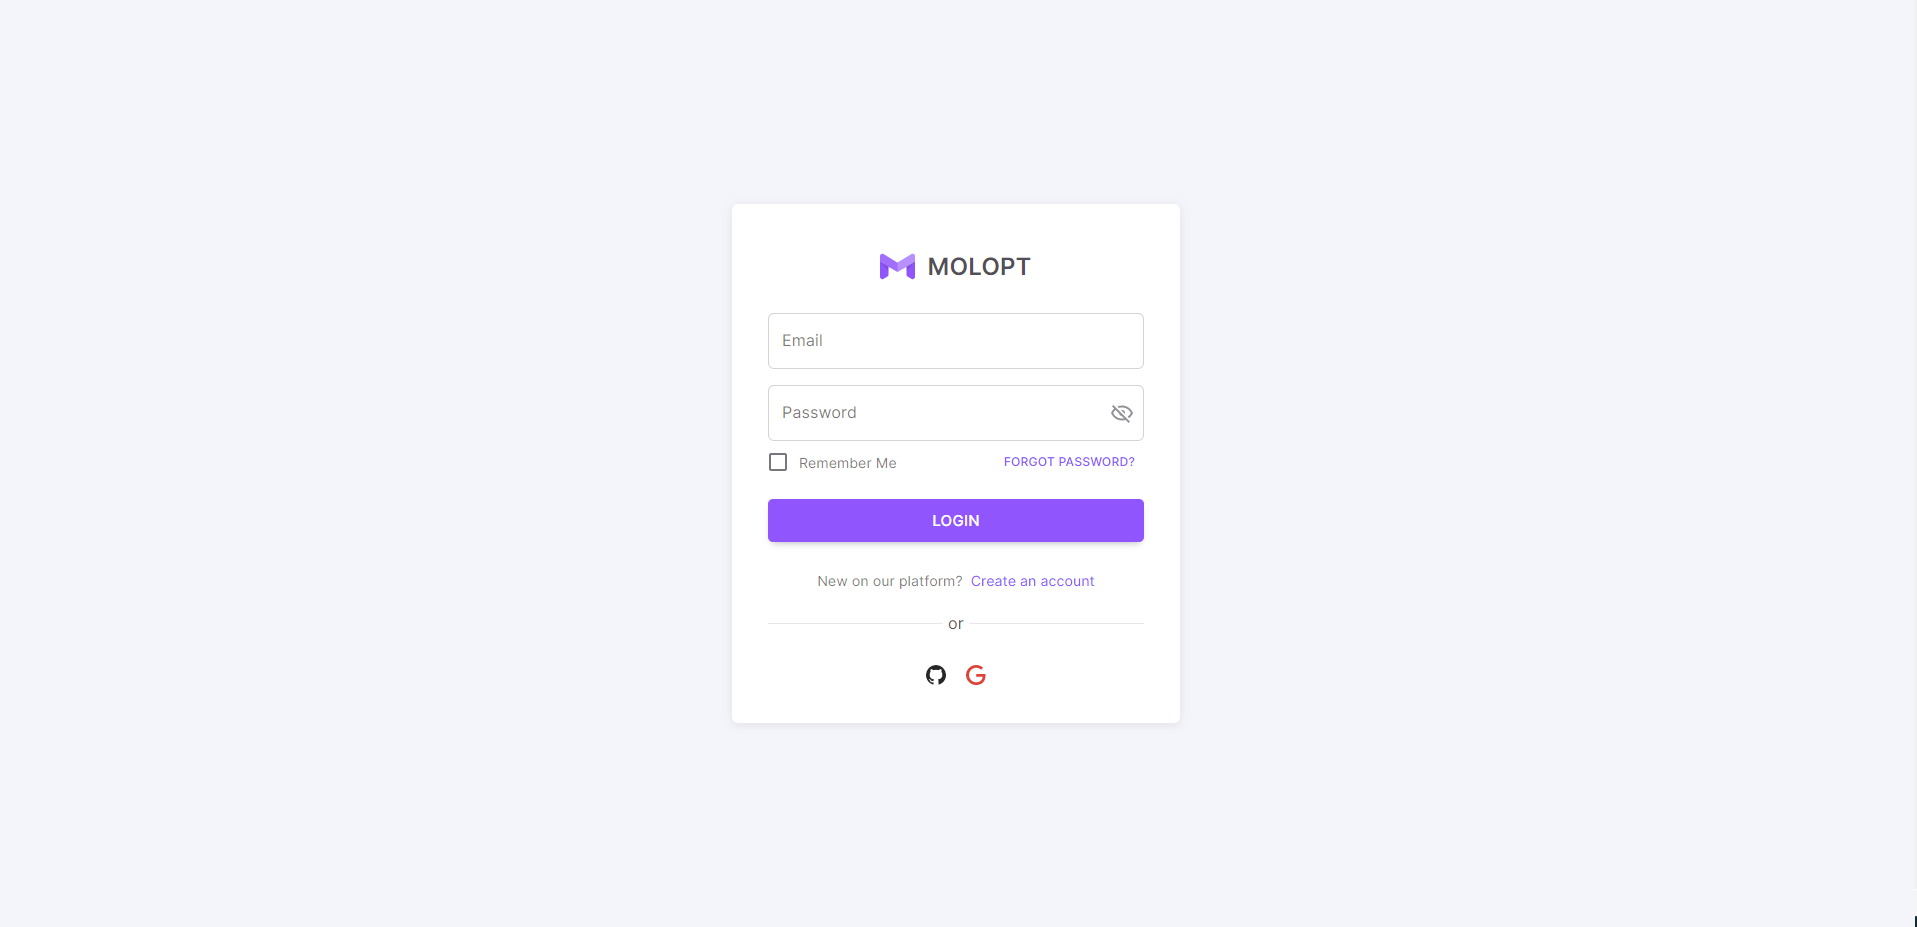 MOLOPT
Email
Password
Remember Me FORGOT PASSWORD?
LOGIN
New on our platform? Create an account
or